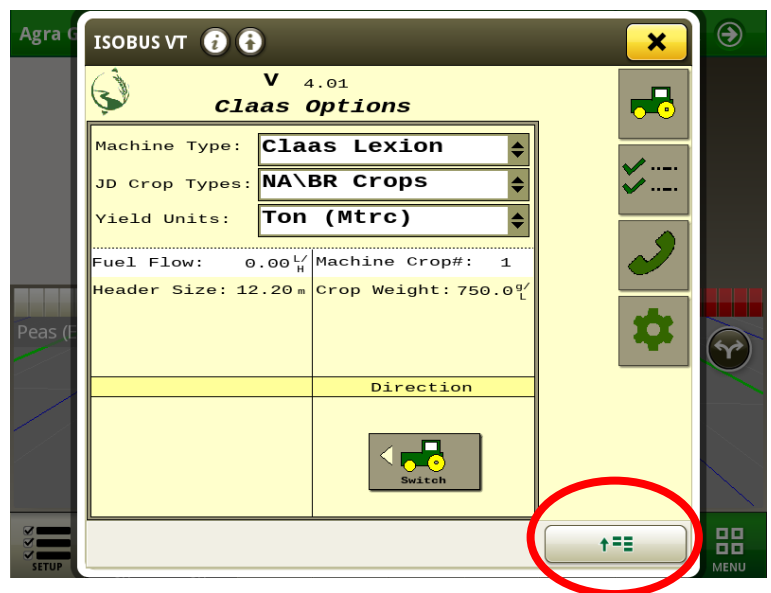 Agra G
ISOBUS VT
V 4.01
Claas Options
Machine Type: Claas Lexion
JD Crop Types: NA\BR Crops
Yield Units: Ton (Mtrc)
Fuel Flow: 0.00 L/H Machine Crop#: 1
Header Size: 12.20 m Crop Weight: 750.0 g/L
Peas (E
Direction
Switch
SETUP
MENU